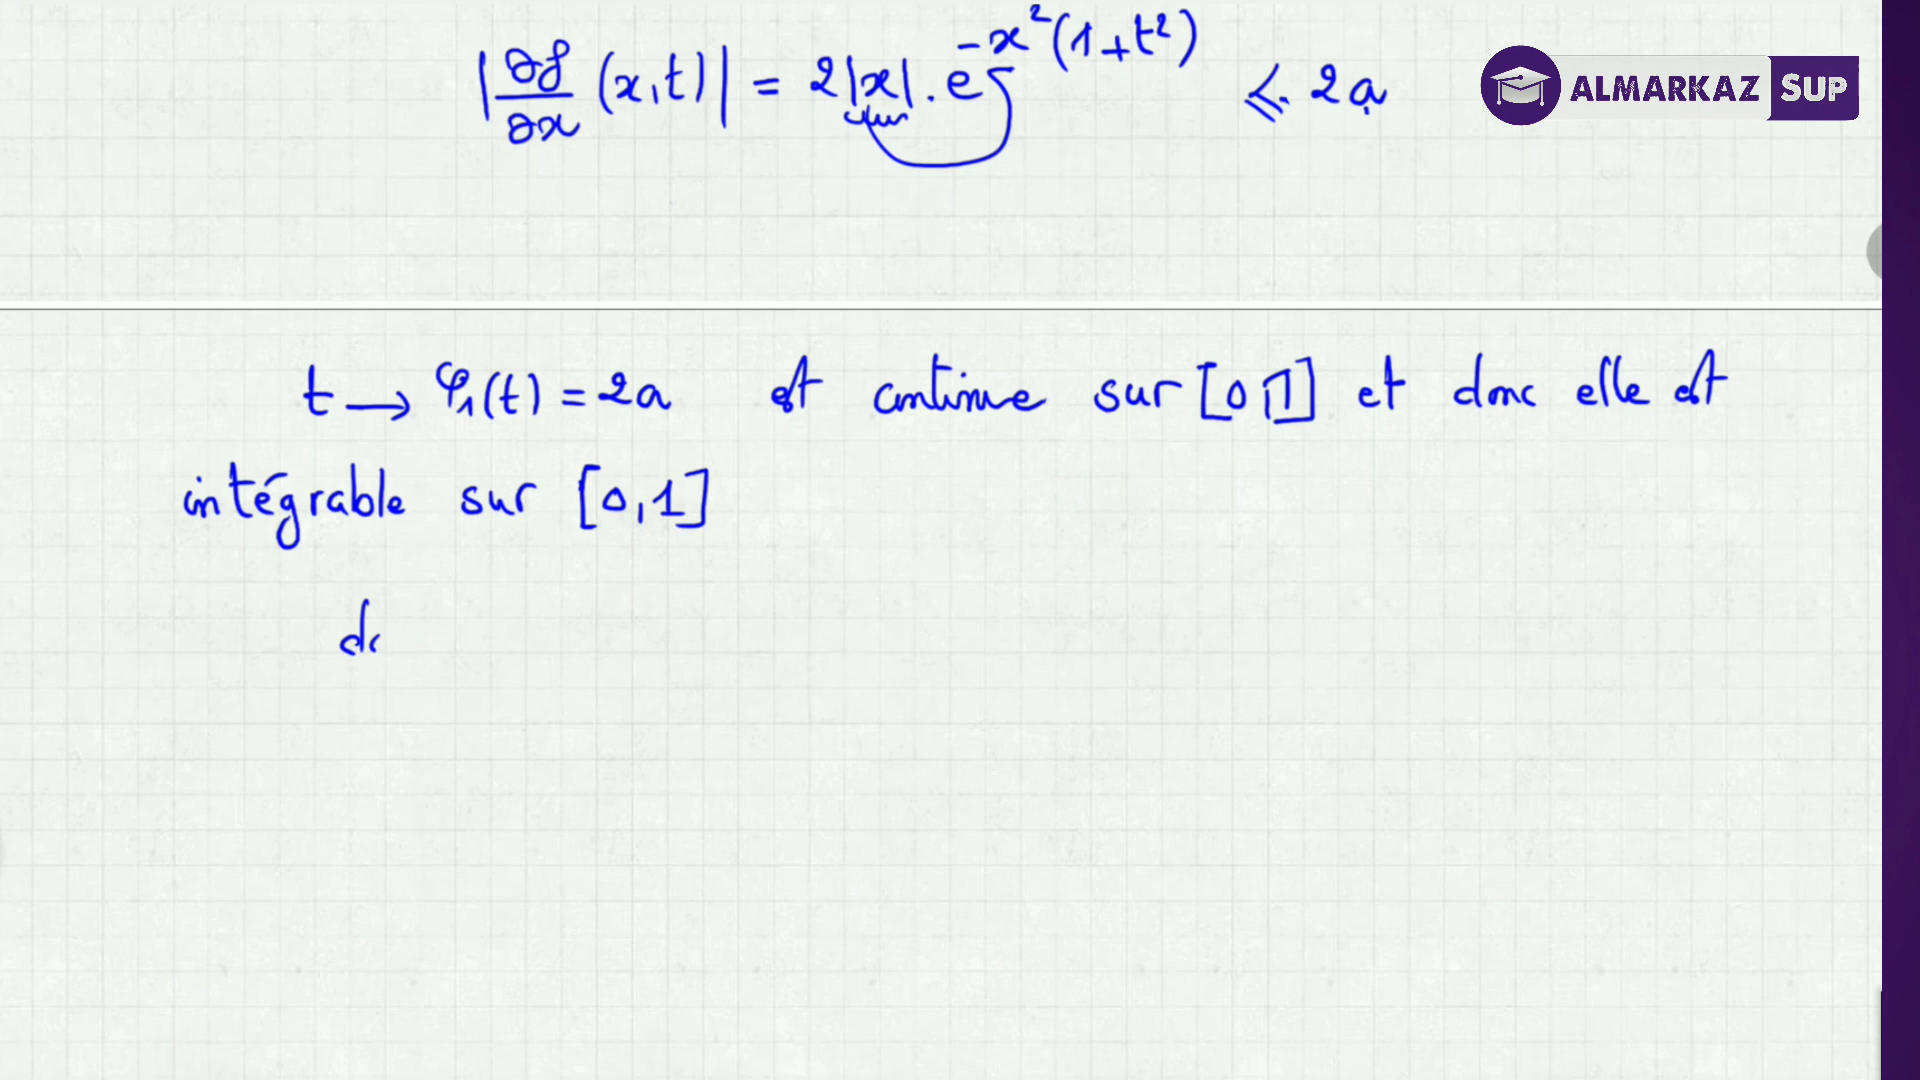 |∂f/∂x (x,t)| = 2|x| . e^{-x²(1+t²)} ⩽ 2a
ALMARKAZ SUP
t → φ₁(t) = 2a est continue sur [0,1] et donc elle est
intégrable sur [0,1]
do